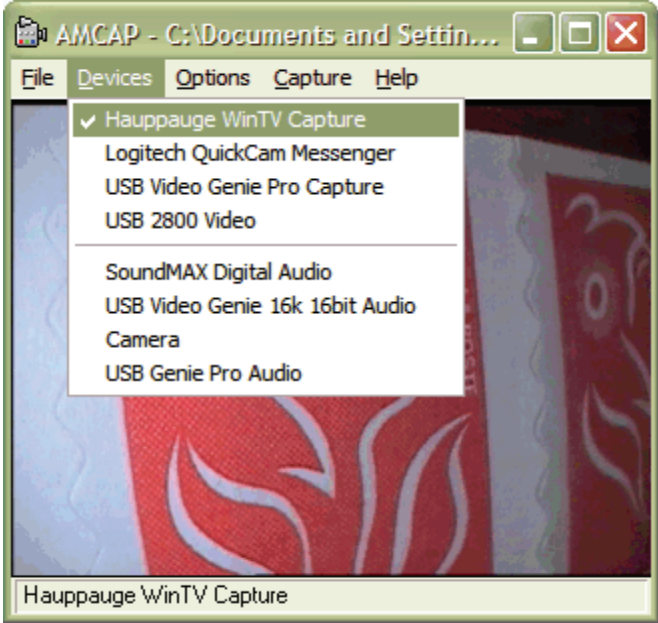 AMCAP - C:\Documents and Settin...
File Devices Options Capture Help
Hauppauge WinTV Capture
Logitech QuickCam Messenger
USB Video Genie Pro Capture
USB 2800 Video
SoundMAX Digital Audio
USB Video Genie 16k 16bit Audio
Camera
USB Genie Pro Audio
Hauppauge WinTV Capture